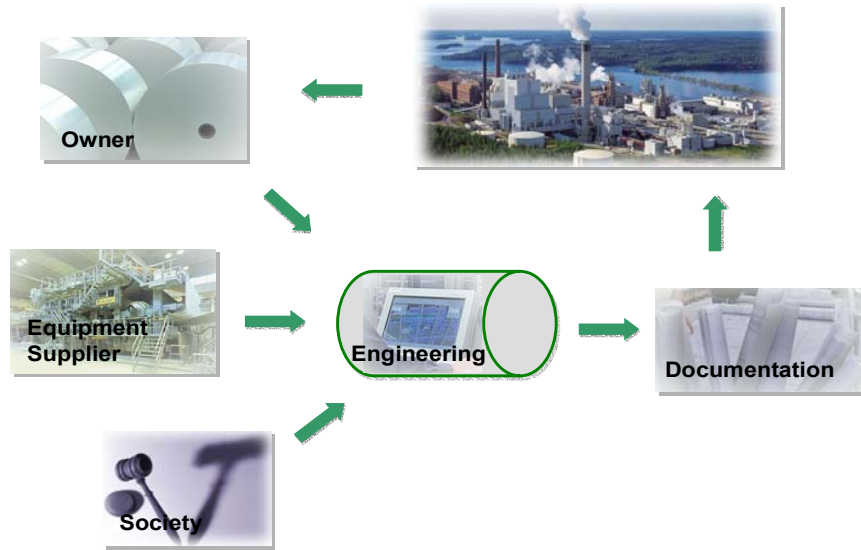 Owner
Equipment
Supplier
Engineering
Documentation
Society